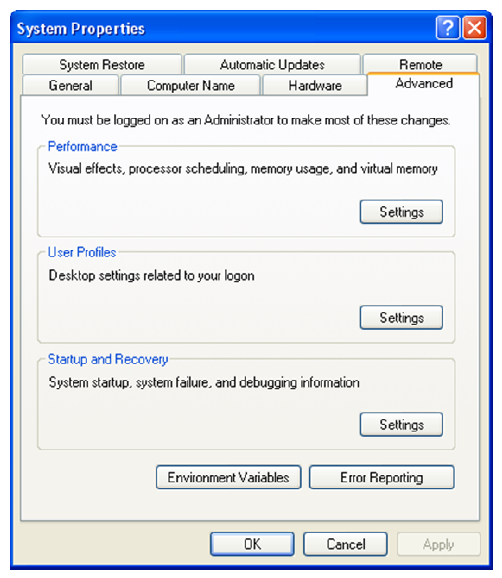 System Properties
System Restore
Automatic Updates
Remote
General
Computer Name
Hardware
Advanced
You must be logged on as an Administrator to make most of these changes.
Performance
Visual effects, processor scheduling, memory usage, and virtual memory
Settings
User Profiles
Desktop settings related to your logon
Settings
Startup and Recovery
System startup, system failure, and debugging information
Settings
Environment Variables
Error Reporting
OK
Cancel
Apply